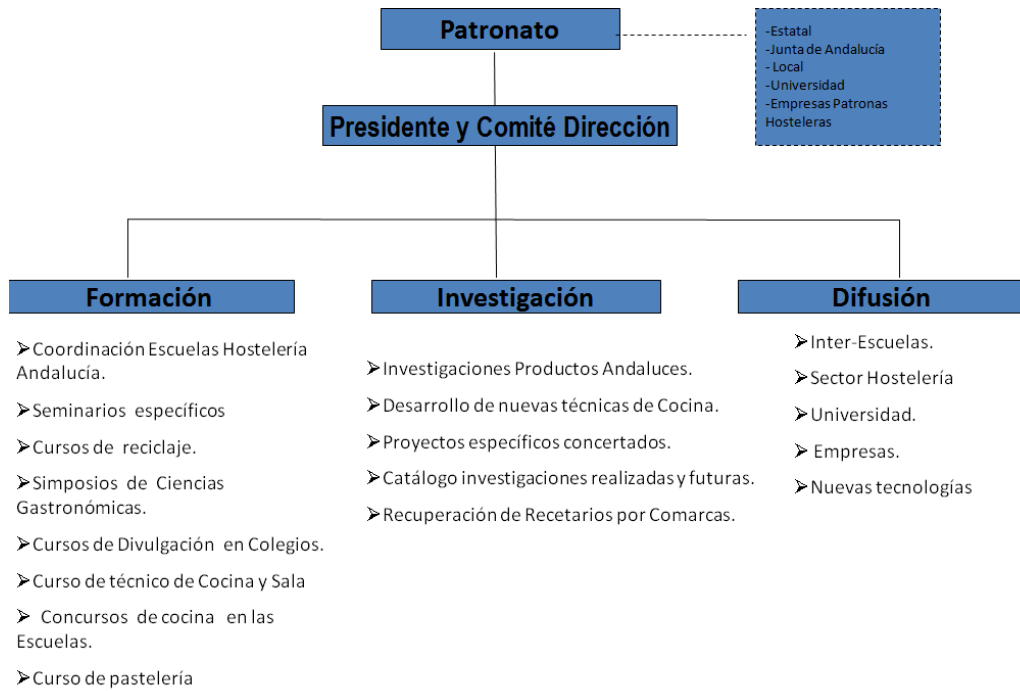 Patronato
-Estatal
-Junta de Andalucía
- Local
-Universidad
-Empresas Patronas
Hosteleras
Presidente y Comité Dirección
Formación
➢Coordinación Escuelas Hostelería
Andalucía.
➢Seminarios específicos
➢Cursos de reciclaje.
➢Simposios de Ciencias
Gastronómicas.
➢Cursos de Divulgación en Colegios.
➢Curso de técnico de Cocina y Sala
➢ Concursos de cocina en las
Escuelas.
➢Curso de pastelería
Investigación
➢Investigaciones Productos Andaluces.
➢Desarrollo de nuevas técnicas de Cocina.
➢Proyectos específicos concertados.
➢Catálogo investigaciones realizadas y futuras.
➢Recuperación de Recetarios por Comarcas.
Difusión
➢Inter-Escuelas.
➢Sector Hostelería
➢Universidad.
➢ Empresas.
➢Nuevas tecnologías